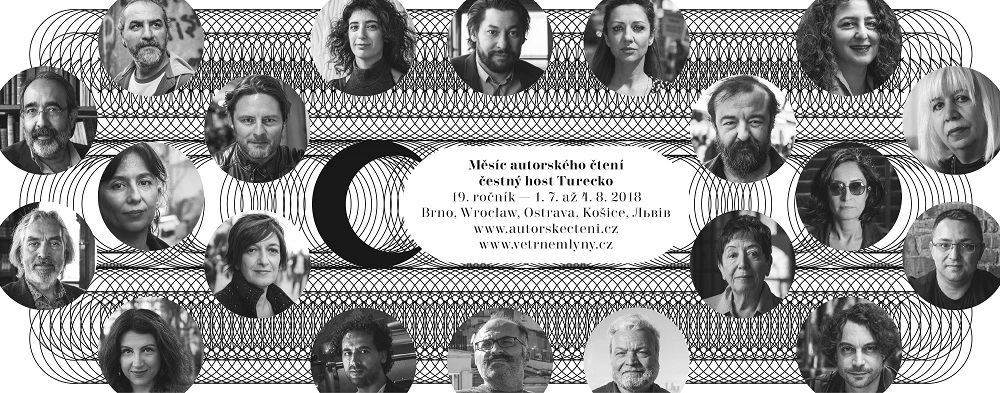 Měsíc autorského čtení
čestný host Turecko
19. ročník — 1. 7. až 4. 8. 2018
Brno, Wrocław, Ostrava, Košice, Львів
www.autorskecteni.cz
www.vetrnemlyny.cz